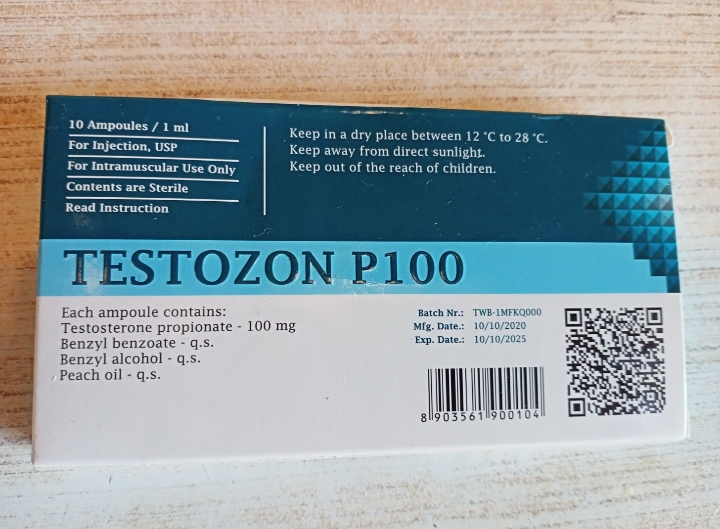 10 Ampoules / 1 ml
For Injection, USP
For Intramuscular Use Only
Contents are Sterile
Read Instruction
Keep in a dry place between 12 °C to 28 °C.
Keep away from direct sunlight.
Keep out of the reach of children.
TESTOZON P100
Each ampoule contains:
Testosterone propionate - 100 mg
Benzyl benzoate - q.s.
Benzyl alcohol - q.s.
Peach oil - q.s.
Batch Nr.: TWB-1MFKQ000
Mfg. Date.: 10/10/2020
Exp. Date.: 10/10/2025
8 903561 900104